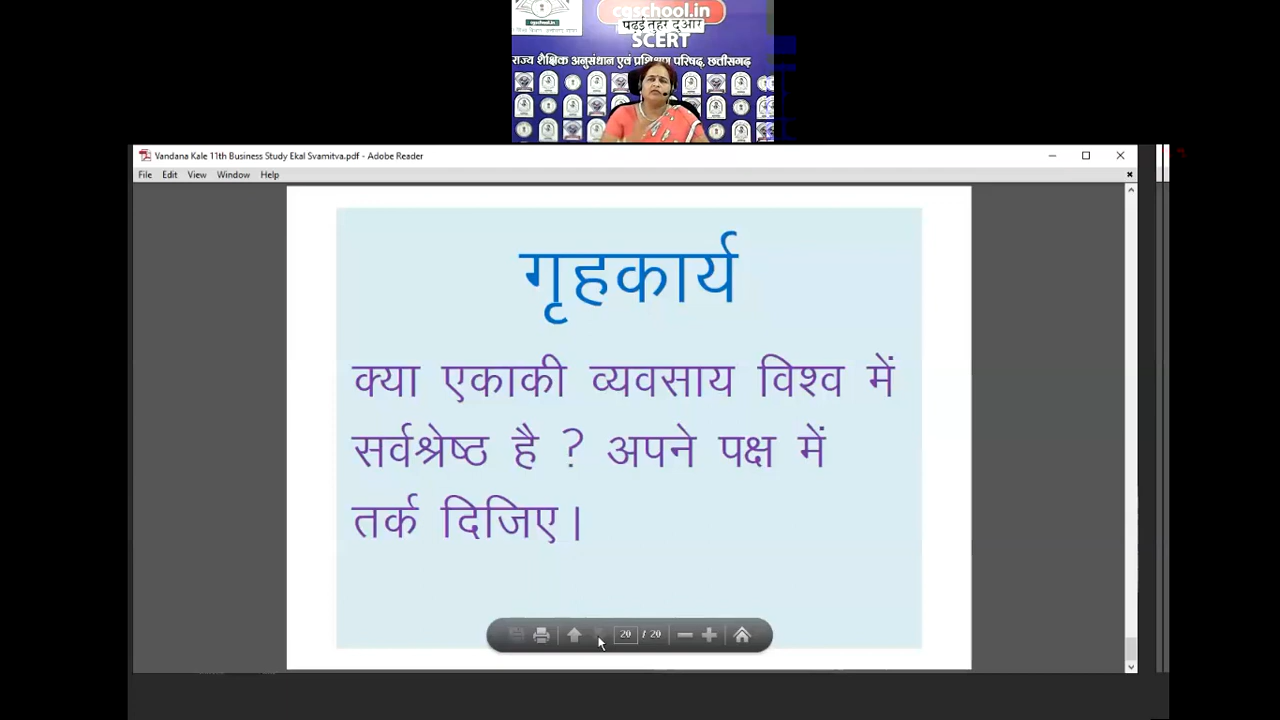 cgschool.in
cgschool.in
पढ़ई तुंहर दुआर
SCERT
राज्य शैक्षिक अनुसंधान एवं प्रशिक्षण परिषद, छत्तीसगढ़
Vandana Kale 11th Business Study Ekal Svamitva.pdf - Adobe Reader
File Edit View Window Help
गृहकार्य
क्या एकाकी व्यवसाय विश्व में
सर्वश्रेष्ठ है ? अपने पक्ष में
तर्क दिजिए।
20 / 20